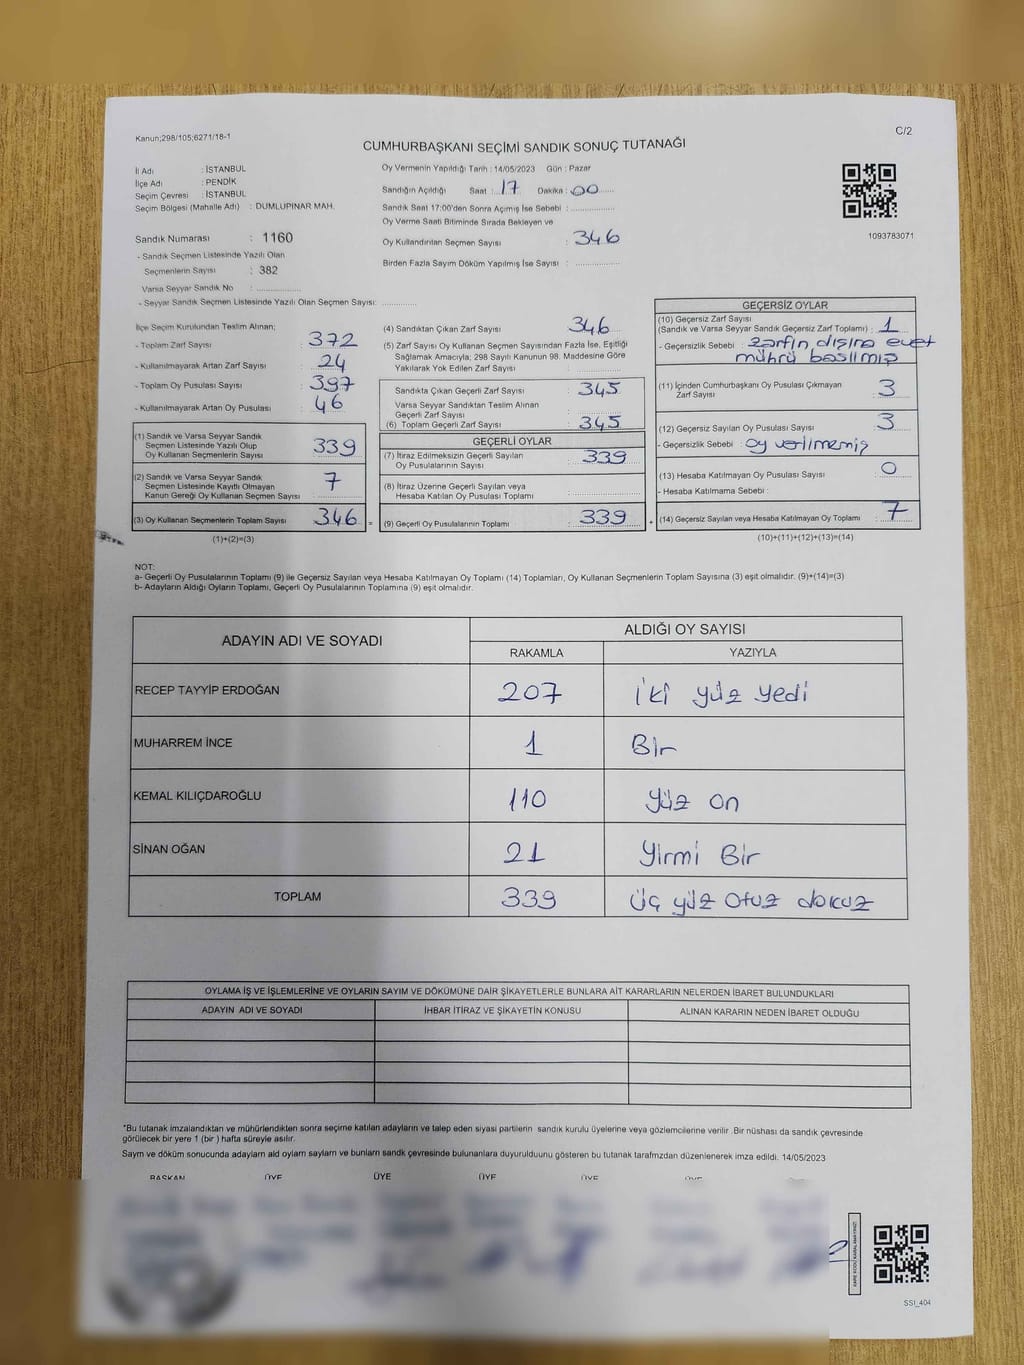 Kanun;298/105;6271/18-1
C/2
CUMHURBAŞKANI SEÇİMİ SANDIK SONUÇ TUTANAĞI
İl Adı : İSTANBUL
İlçe Adı : PENDİK
Seçim Çevresi : İSTANBUL
Seçim Bölgesi (Mahalle Adı) : DUMLUPINAR MAH.
Sandık Numarası : 1160
- Sandık Seçmen Listesinde Yazılı Olan
Seçmenlerin Sayısı : 382
Varsa Seyyar Sandık No :
- Seyyar Sandık Seçmen Listesinde Yazılı Olan Seçmen Sayısı:
Oy Vermenin Yapıldığı Tarih : 14/05/2023 Gün : Pazar
Sandığın Açıldığı Saat : 17 Dakika : 00
Sandık Saat 17:00'den Sonra Açımış İse Sebebi :
Oy Verme Saati Bitiminde Sırada Bekleyen ve
Oy Kullandırılan Seçmen Sayısı : 346
Birden Fazla Sayım Döküm Yapılmış İse Sayısı :
1093783071
İlçe Seçim Kurulundan Teslim Alınan;
- Toplam Zarf Sayısı : 372
- Kullanılmayarak Artan Zarf Sayısı : 24
- Toplam Oy Pusulası Sayısı : 397
- Kullanılmayarak Artan Oy Pusulası : 46
(1) Sandık ve Varsa Seyyar Sandık
Seçmen Listesinde Yazılı Olup
Oy Kullanan Seçmenlerin Sayısı : 339
(2) Sandık ve Varsa Seyyar Sandık
Seçmen Listesinde Kayıtlı Olmayan
Kanun Gereği Oy Kullanan Seçmen Sayısı : 7
(3) Oy Kullanan Seçmenlerin Toplam Sayısı : 346 =
(1)+(2)=(3)
(4) Sandıktan Çıkan Zarf Sayısı : 346
(5) Zarf Sayısı Oy Kullanan Seçmen Sayısından Fazla İse, Eşitliği
Sağlamak Amacıyla; 298 Sayılı Kanunun 98. Maddesine Göre
Yakılarak Yok Edilen Zarf Sayısı :
Sandıkta Çıkan Geçerli Zarf Sayısı : 345
Varsa Seyyar Sandıktan Teslim Alınan
Geçerli Zarf Sayısı :
(6) Toplam Geçerli Zarf Sayısı : 345
GEÇERLİ OYLAR
(7) İtiraz Edilmeksizin Geçerli Sayılan
Oy Pusulalarının Sayısı : 339
(8) İtiraz Üzerine Geçerli Sayılan veya
Hesaba Katılan Oy Pusulası Toplamı :
(9) Geçerli Oy Pusulalarının Toplamı : 339 +
GEÇERSİZ OYLAR
(10) Geçersiz Zarf Sayısı
(Sandık ve Varsa Seyyar Sandık Geçersiz Zarf Toplamı) : 1
- Geçersizlik Sebebi : Zarfın dışına evet
mührü basılmış
(11) İçinden Cumhurbaşkanı Oy Pusulası Çıkmayan
Zarf Sayısı : 3
(12) Geçersiz Sayılan Oy Pusulası Sayısı : 3
- Geçersizlik Sebebi : oy verilmemiş
(13) Hesaba Katılmayan Oy Pusulası Sayısı : 0
- Hesaba Katılmama Sebebi :
(14) Geçersiz Sayılan veya Hesaba Katılmayan Oy Toplamı : 7
(10)+(11)+(12)+(13)=(14)
NOT:
a- Geçerli Oy Pusulalarının Toplamı (9) ile Geçersiz Sayılan veya Hesaba Katılmayan Oy Toplamı (14) Toplamları, Oy Kullanan Seçmenlerin Toplam Sayısına (3) eşit olmalıdır. (9)+(14)=(3)
b- Adayların Aldığı Oyların Toplamı, Geçerli Oy Pusulalarının Toplamına (9) eşit olmalıdır.
ADAYIN ADI VE SOYADI ALDIĞI OY SAYISI
RAKAMLA YAZIYLA
RECEP TAYYİP ERDOĞAN 207 iki yüz yedi
MUHARREM İNCE 1 Bir
KEMAL KILIÇDAROĞLU 110 Yüz on
SİNAN OĞAN 21 Yirmi Bir
TOPLAM 339 üç yüz otuz dokuz
OYLAMA İŞ VE İŞLEMLERİNE VE OYLARIN SAYIM VE DÖKÜMÜNE DAİR ŞİKAYETLERLE BUNLARA AİT KARARLARIN NELERDEN İBARET BULUNDUKLARI
ADAYIN ADI VE SOYADI İHBAR İTİRAZ VE ŞİKAYETİN KONUSU ALINAN KARARIN NEDEN İBARET OLDUĞU
*Bu tutanak imzalandıktan ve mühürlendikten sonra seçime katılan adayların ve talep eden siyasi partilerin sandık kurulu üyelerine veya gözlemcilerine verilir .Bir nüshası da sandık çevresinde
görülecek bir yere 1 (bir ) hafta süreyle asılır.
Sayım ve döküm sonucunda adayların ald oyların sayların ve bunların sandk çevresinde bulunanlara duyurulduunu gösteren bu tutanak tarafmzdan düzenlenerek imza edildi. 14/05/2023
BAŞKAN ÜYE ÜYE ÜYE ÜYE ÜYE
SSI_404